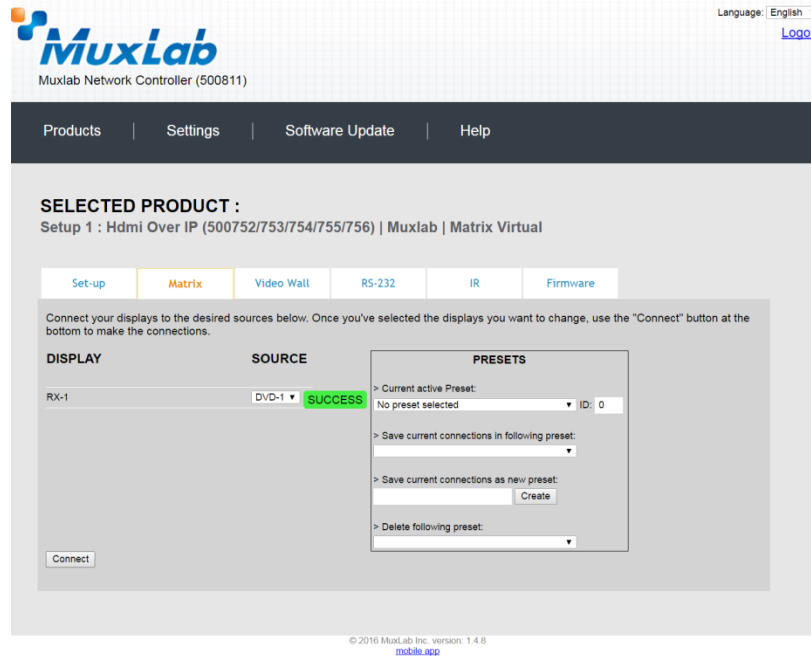 Language: English
Logo
MuxLab
Muxlab Network Controller (500811)
Products | Settings | Software Update | Help
SELECTED PRODUCT :
Setup 1 : Hdmi Over IP (500752/753/754/755/756) | Muxlab | Matrix Virtual
Set-up Matrix Video Wall RS-232 IR Firmware
Connect your displays to the desired sources below. Once you've selected the displays you want to change, use the "Connect" button at the
bottom to make the connections.
DISPLAY SOURCE PRESETS
> Current active Preset:
RX-1 DVD-1 SUCCESS No preset selected ID: 0
> Save current connections in following preset:
> Save current connections as new preset:
Create
> Delete following preset:
Connect
© 2016 MuxLab Inc. version: 1.4.8
mobile app